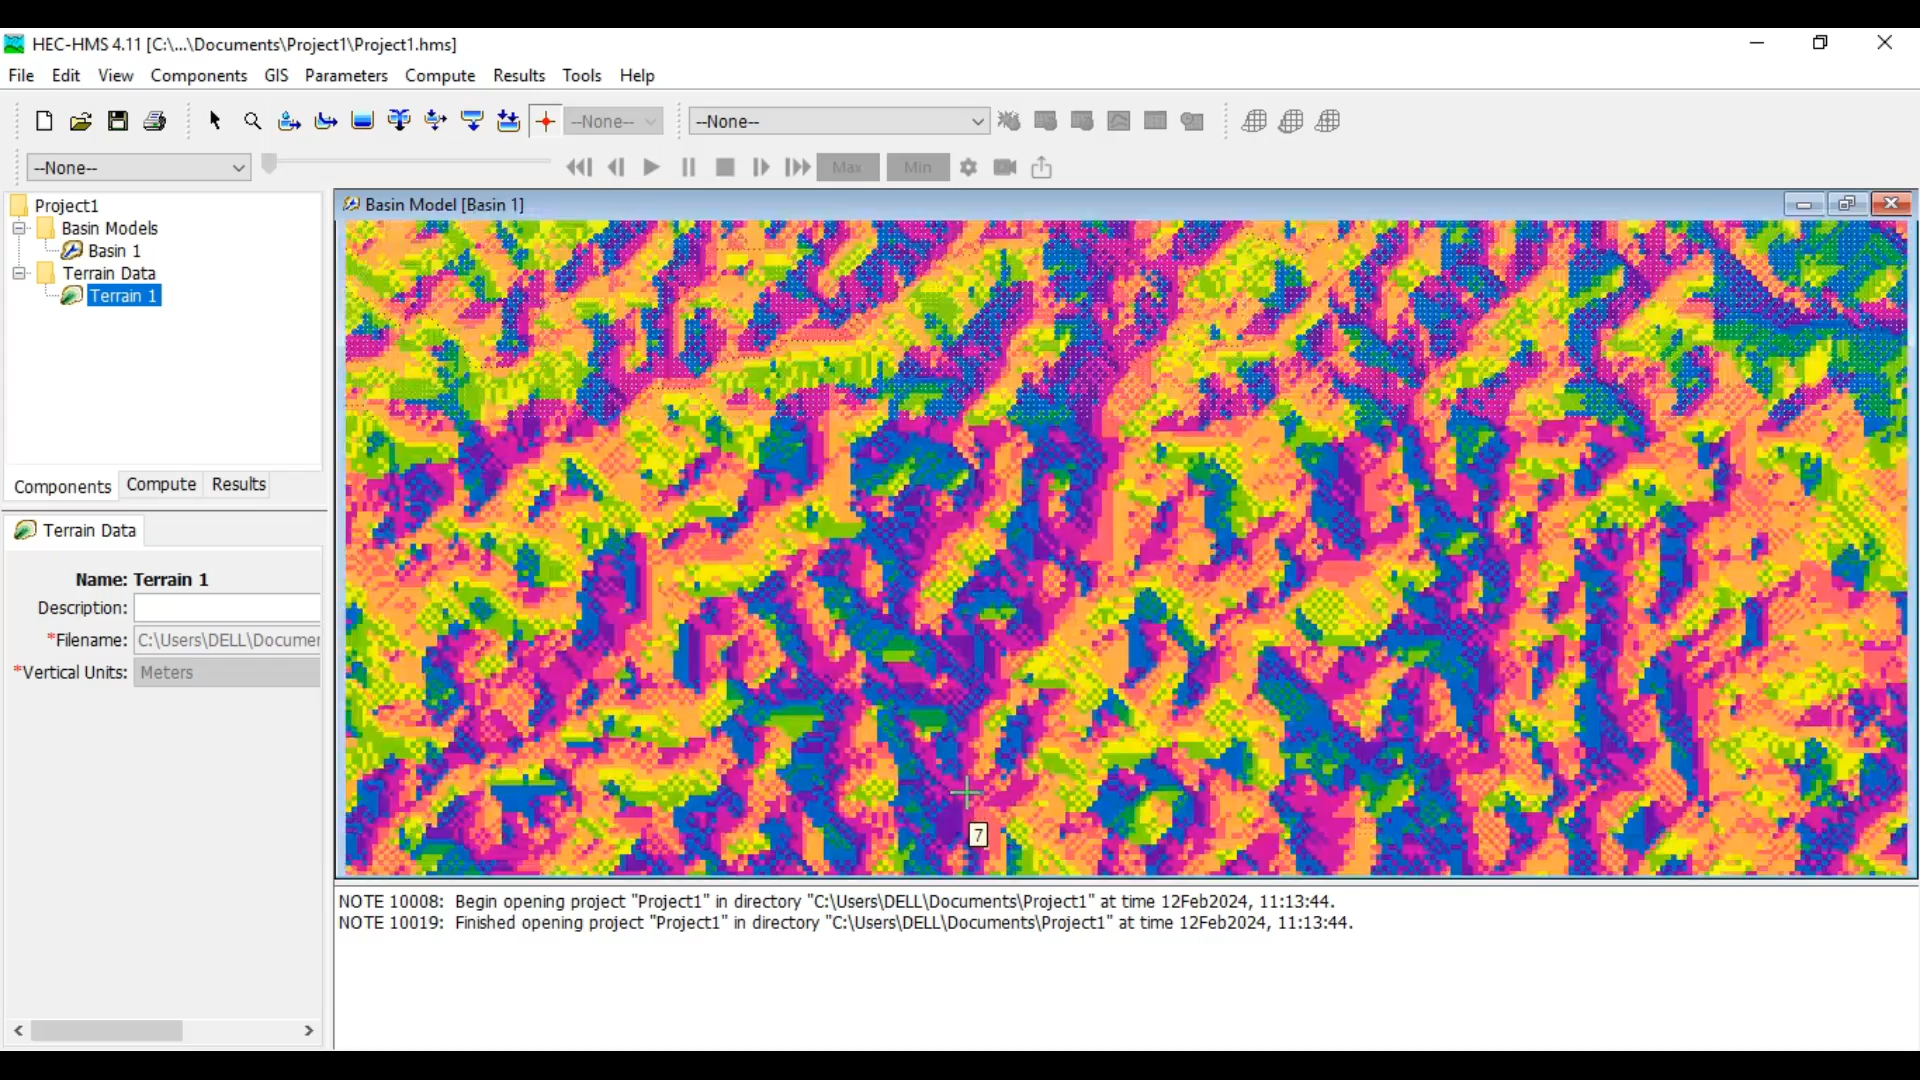 HEC-HMS 4.11 [C:\...\Documents\Project1\Project1.hms]
File Edit View Components GIS Parameters Compute Results Tools Help
--None-- --None--
--None-- Max Min
Project1
Basin Models
Basin 1
Terrain Data
Terrain 1
Components Compute Results
Terrain Data
Name: Terrain 1
Description:
*Filename: C:\Users\DELL\Documer
*Vertical Units: Meters
Basin Model [Basin 1]
7
NOTE 10008: Begin opening project "Project1" in directory "C:\Users\DELL\Documents\Project1" at time 12Feb2024, 11:13:44.
NOTE 10019: Finished opening project "Project1" in directory "C:\Users\DELL\Documents\Project1" at time 12Feb2024, 11:13:44.